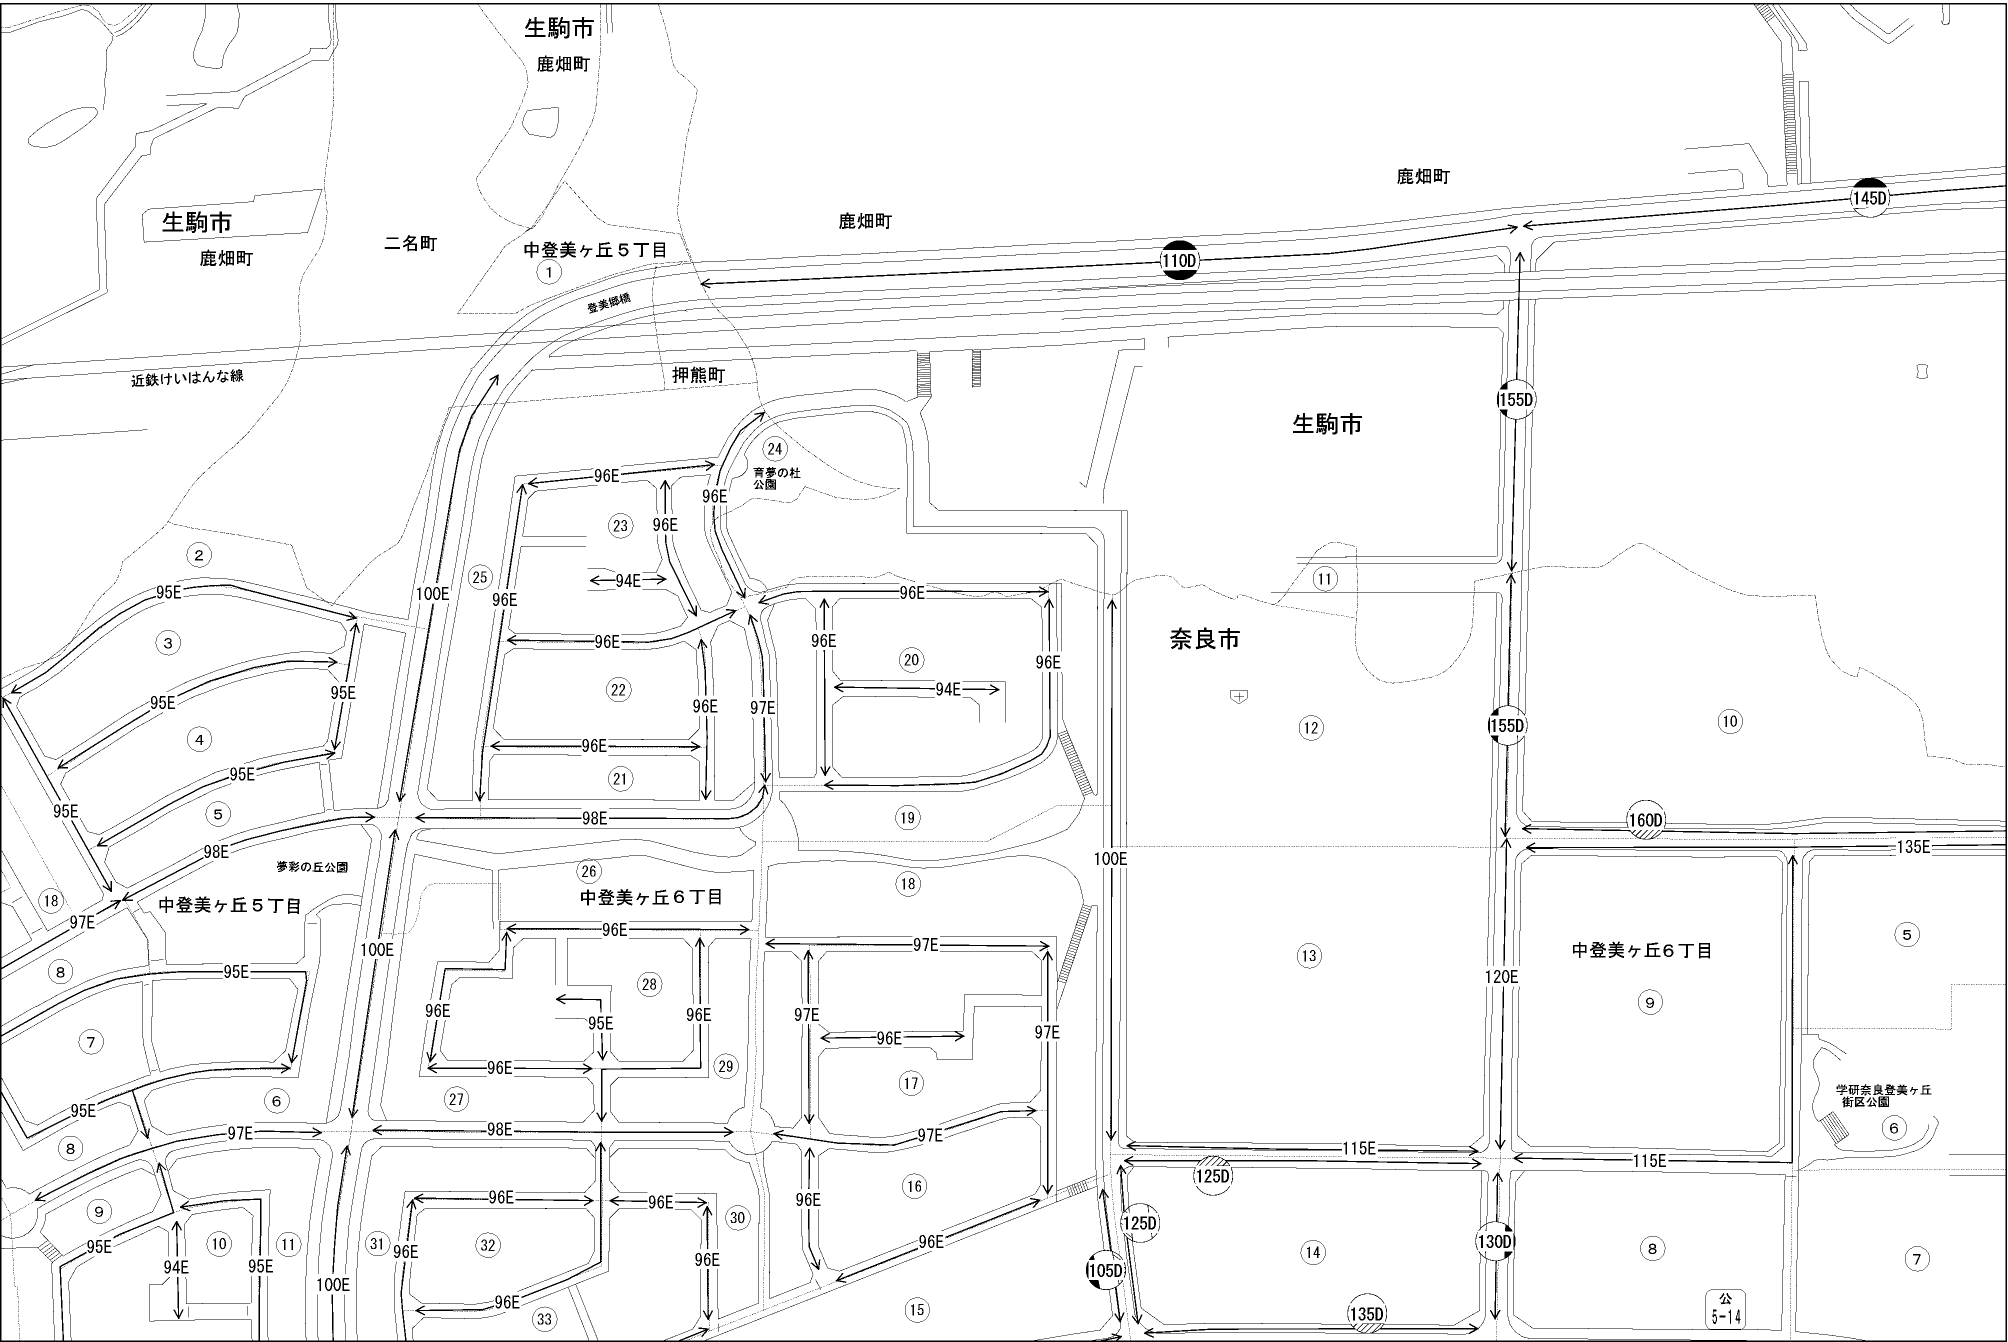 生駒市
鹿畑町
鹿畑町
145D
生駒市
鹿畑町
二名町
鹿畑町
中登美ヶ丘5丁目
1
110D
登美郷橋
近鉄けいはんな線
押熊町
155D
生駒市
24
育夢の杜
公園
96E
96E
23
96E
2
25
94E
11
95E
100E
96E
96E
96E
3
96E
奈良市
20
96E
95E
22
94E
95E
96E
97E
155D
10
12
4
96E
95E
21
95E
5
98E
19
160D
98E
135E
100E
夢彩の丘公園
26
18
18
中登美ヶ丘5丁目
中登美ヶ丘6丁目
97E
96E
5
100E
97E
中登美ヶ丘6丁目
13
8
95E
28
120E
9
96E
95E
96E
97E
97E
7
96E
96E
29
17
学研奈良登美ヶ丘
街区公園
95E
6
27
6
97E
98E
97E
8
115E
115E
125D
16
96E
96E
96E
9
30
125D
95E
10
11
31
32
96E
130D
96E
96E
14
8
7
94E
95E
105D
100E
96E
15
135D
公
5-14
33